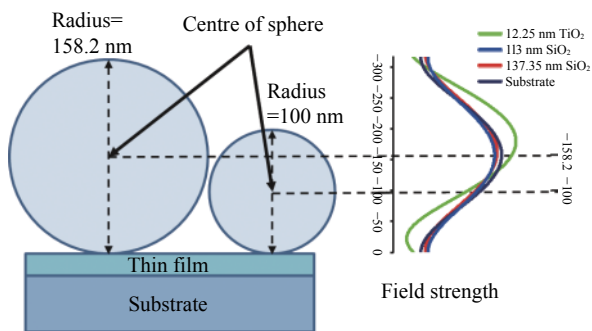 Radius=
158.2 nm
Centre of sphere
Radius
=100 nm
Thin film
Substrate
12.25 nm TiO₂
113 nm SiO₂
137.35 nm SiO₂
Substrate
−300
−250
−200
−150
−100
−50
0
−158.2
−100
Field strength